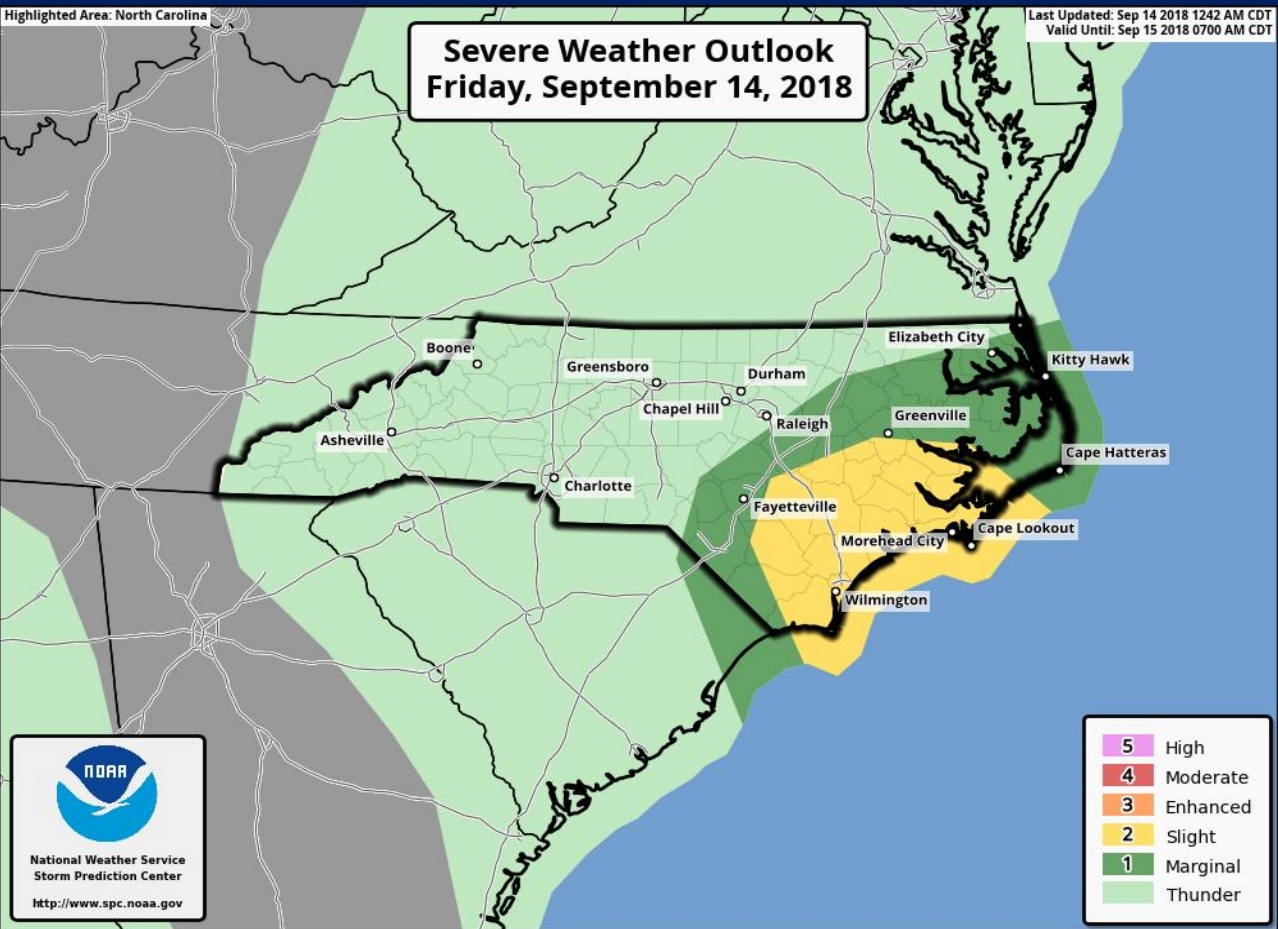 Highlighted Area: North Carolina
Last Updated: Sep 14 2018 1242 AM CDT
Valid Until: Sep 15 2018 0700 AM CDT
Severe Weather Outlook
Friday, September 14, 2018
Elizabeth City
Boone
Kitty Hawk
Greensboro
Durham
Chapel Hill
Greenville
Raleigh
Asheville
Cape Hatteras
Charlotte
Fayetteville
Cape Lookout
Morehead City
Wilmington
5 High
4 Moderate
3 Enhanced
2 Slight
1 Marginal
Thunder
NOAA
National Weather Service
Storm Prediction Center
http://www.spc.noaa.gov